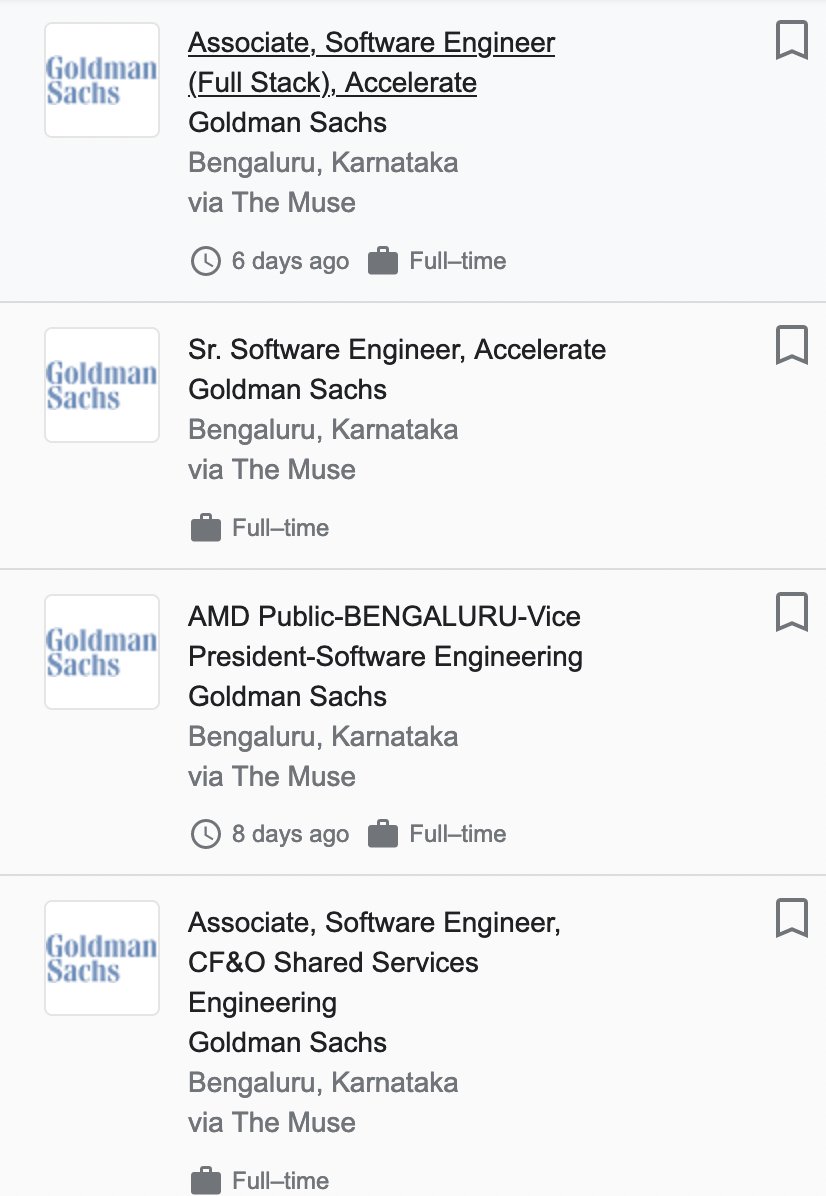 Goldman
Sachs
Associate, Software Engineer
(Full Stack), Accelerate
Goldman Sachs
Bengaluru, Karnataka
via The Muse
6 days ago Full–time
Goldman
Sachs
Sr. Software Engineer, Accelerate
Goldman Sachs
Bengaluru, Karnataka
via The Muse
Full–time
Goldman
Sachs
AMD Public-BENGALURU-Vice
President-Software Engineering
Goldman Sachs
Bengaluru, Karnataka
via The Muse
8 days ago Full–time
Goldman
Sachs
Associate, Software Engineer,
CF&O Shared Services
Engineering
Goldman Sachs
Bengaluru, Karnataka
via The Muse
Full–time